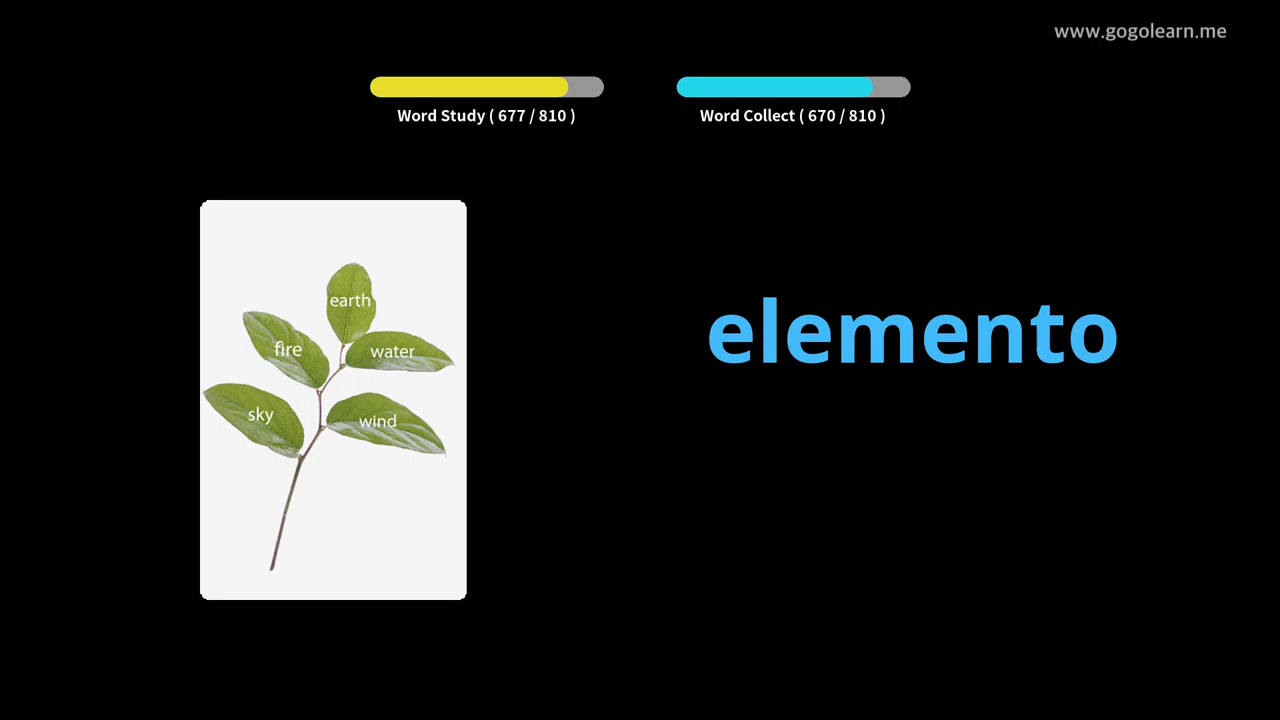 www.gogolearn.me
Word Study ( 677 / 810 )
Word Collect ( 670 / 810 )
earth
fire
water
sky
wind
elemento